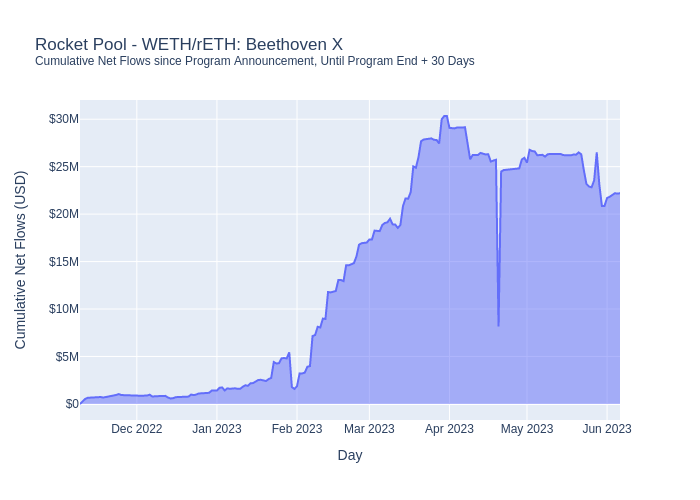 Rocket Pool - WETH/rETH: Beethoven X
Cumulative Net Flows since Program Announcement, Until Program End + 30 Days
$30M
$25M
$20M
$15M
$10M
$5M
$0
Cumulative Net Flows (USD)
Dec 2022 Jan 2023 Feb 2023 Mar 2023 Apr 2023 May 2023 Jun 2023
Day